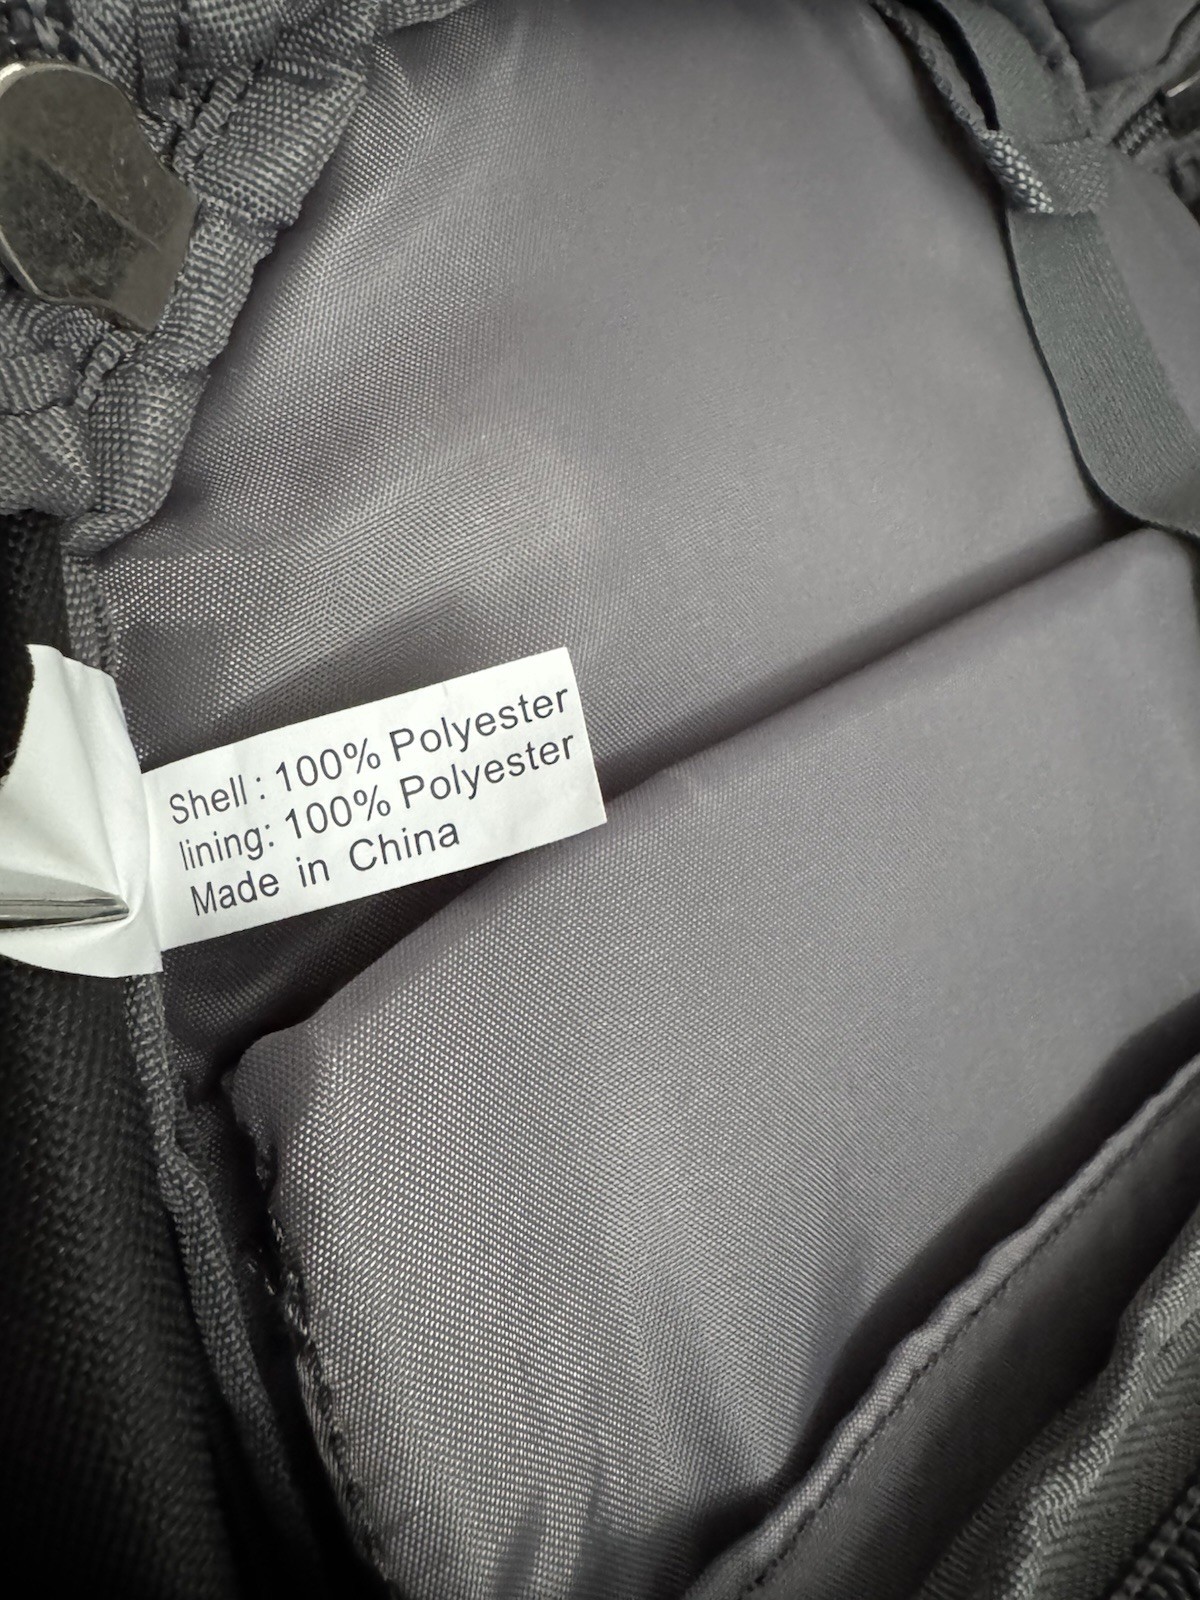 Shell : 100% Polyester
lining: 100% Polyester
Made in China